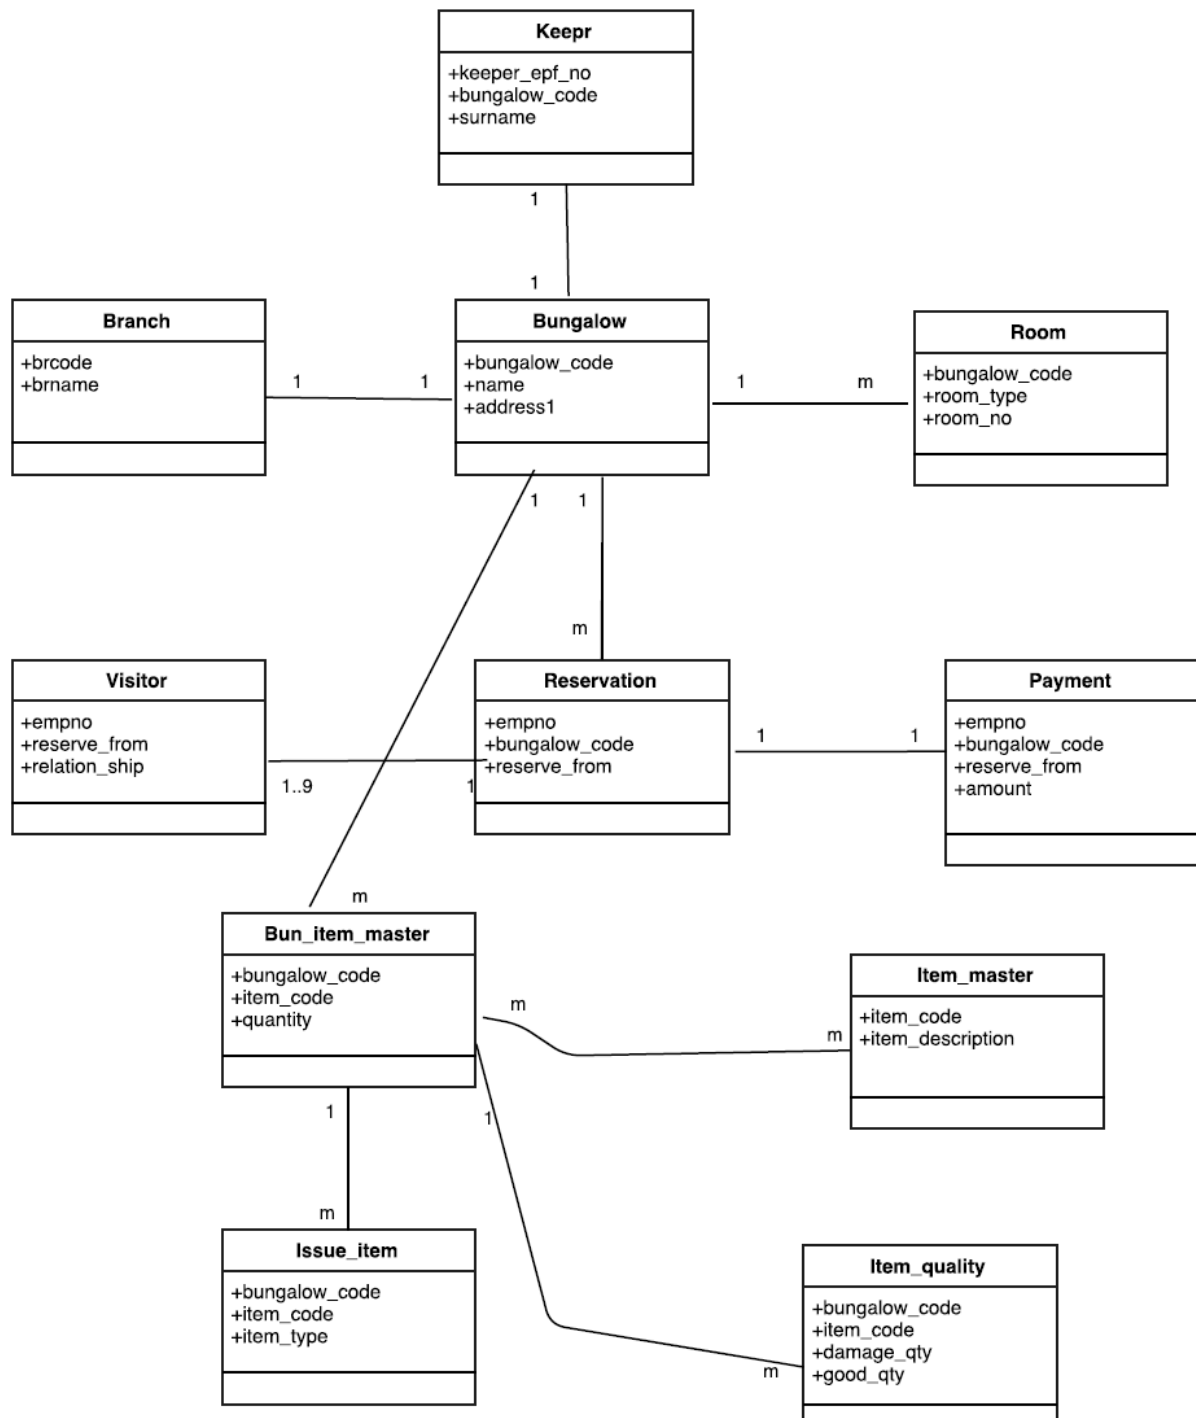 Keepr
+keeper_epf_no
+bungalow_code
+surname
1
1
Branch
+brcode
+brname
1
1
Bungalow
+bungalow_code
+name
+address1
1
m
Room
+bungalow_code
+room_type
+room_no
1
1
m
Visitor
+empno
+reserve_from
+relation_ship
1..9
1
Reservation
+empno
+bungalow_code
+reserve_from
1
1
Payment
+empno
+bungalow_code
+reserve_from
+amount
m
Bun_item_master
+bungalow_code
+item_code
+quantity
m
m
Item_master
+item_code
+item_description
1
1
m
Issue_item
+bungalow_code
+item_code
+item_type
m
Item_quality
+bungalow_code
+item_code
+damage_qty
+good_qty